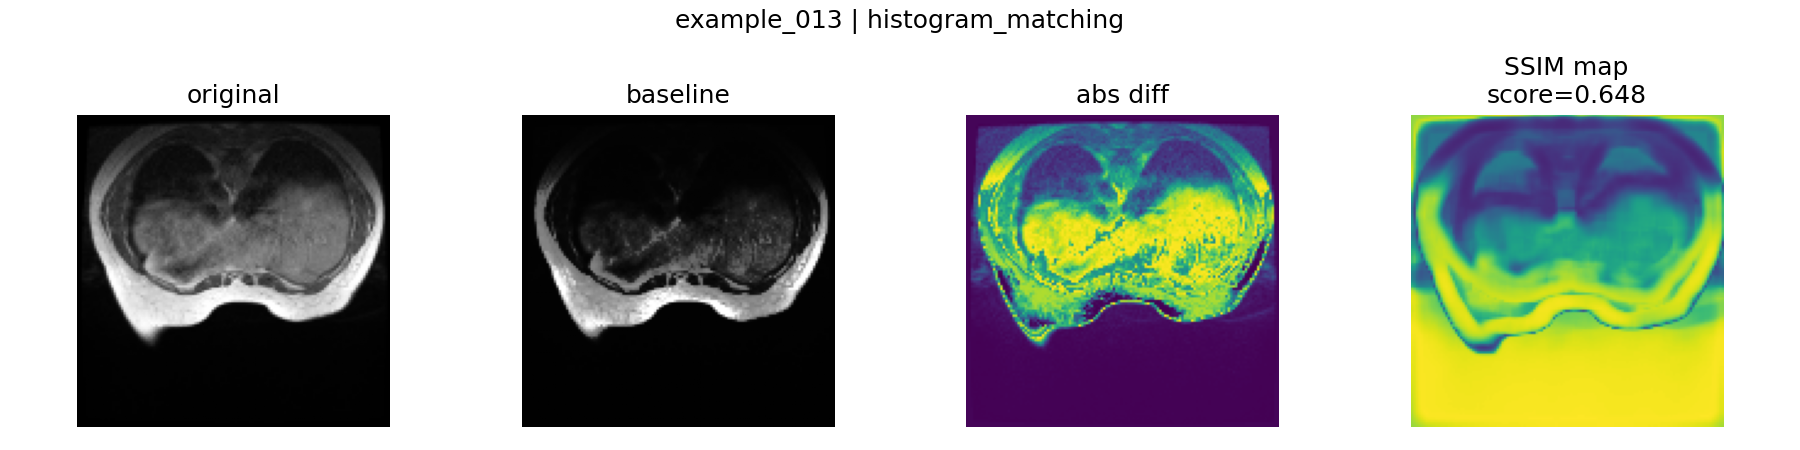 example_013 | histogram_matching
original
baseline
abs diff
SSIM map
score=0.648